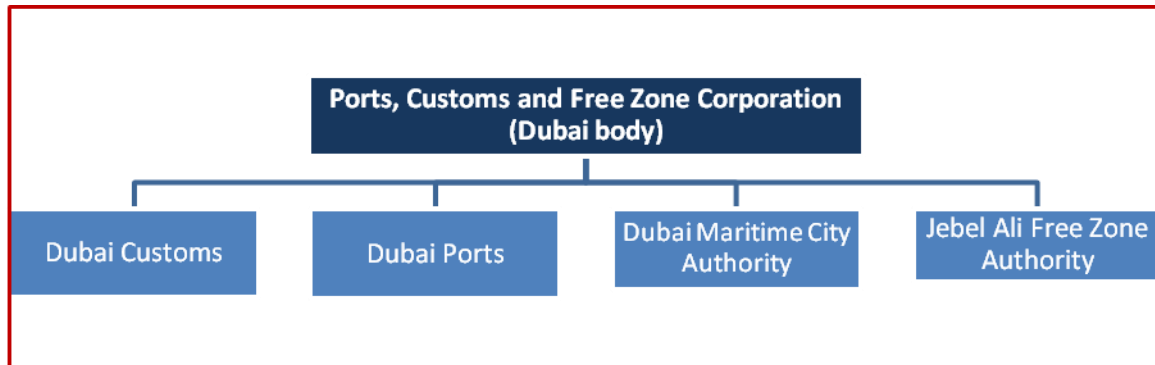 Ports, Customs and Free Zone Corporation
(Dubai body)
Dubai Customs
Dubai Ports
Dubai Maritime City
Authority
Jebel Ali Free Zone
Authority